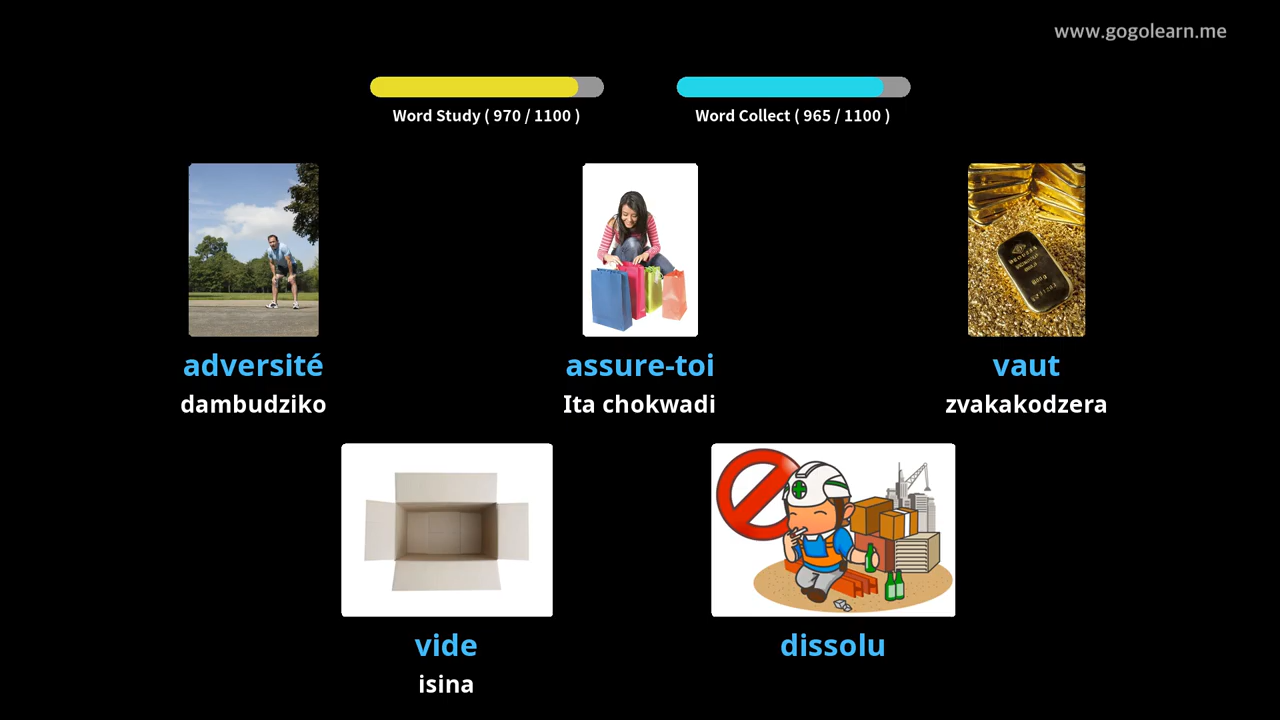 www.gogolearn.me
Word Study ( 970 / 1100 )
Word Collect ( 965 / 1100 )
adversité
dambudziko
assure-toi
Ita chokwadi
vaut
zvakakodzera
vide
isina
dissolu